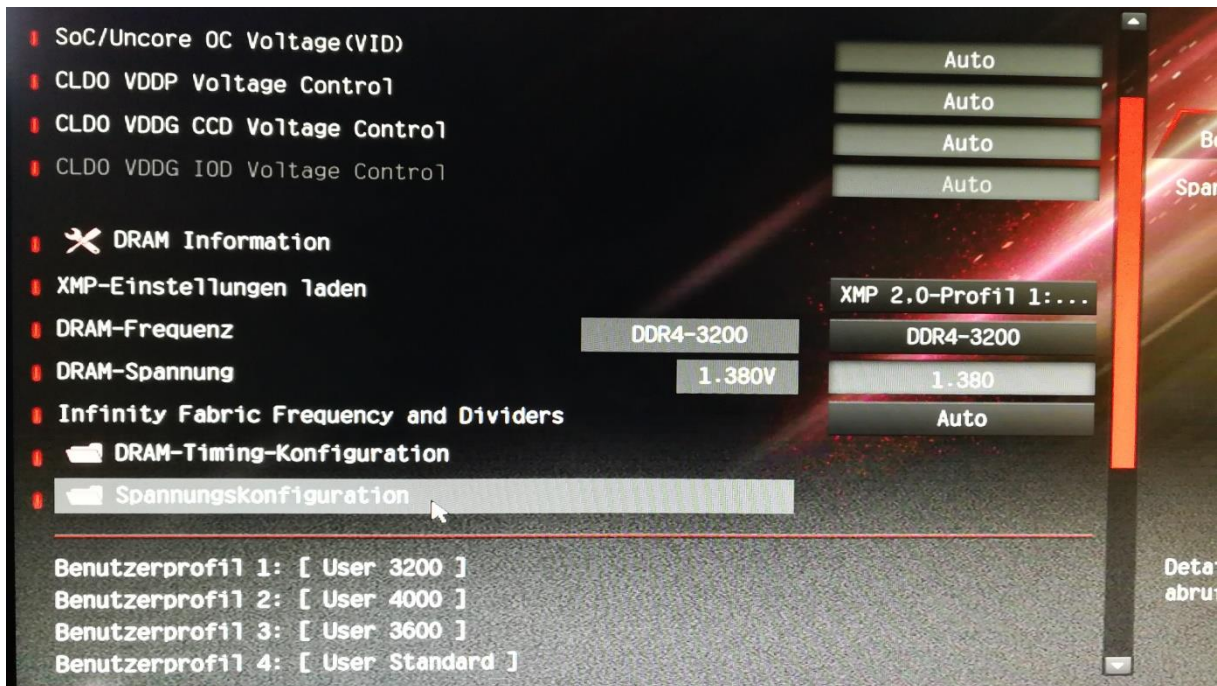 SoC/Uncore OC Voltage(VID) Auto
CLDO VDDP Voltage Control Auto
CLDO VDDG CCD Voltage Control Auto
CLDO VDDG IOD Voltage Control Auto
DRAM Information
XMP-Einstellungen laden XMP 2.0-Profil 1:...
DRAM-Frequenz DDR4-3200 DDR4-3200
DRAM-Spannung 1.380V 1.380
Infinity Fabric Frequency and Dividers Auto
DRAM-Timing-Konfiguration
Spannungskonfiguration
Benutzerprofil 1: [ User 3200 ]
Benutzerprofil 2: [ User 4000 ]
Benutzerprofil 3: [ User 3600 ]
Benutzerprofil 4: [ User Standard ]